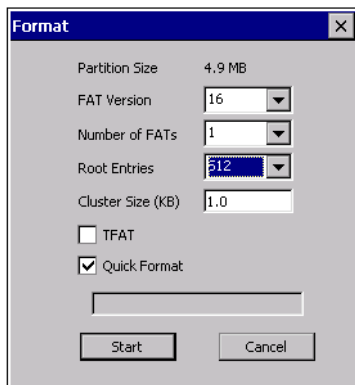 Format
Partition Size 4.9 MB
FAT Version 16
Number of FATs 1
Root Entries 512
Cluster Size (KB) 1.0
TFAT
Quick Format
Start Cancel